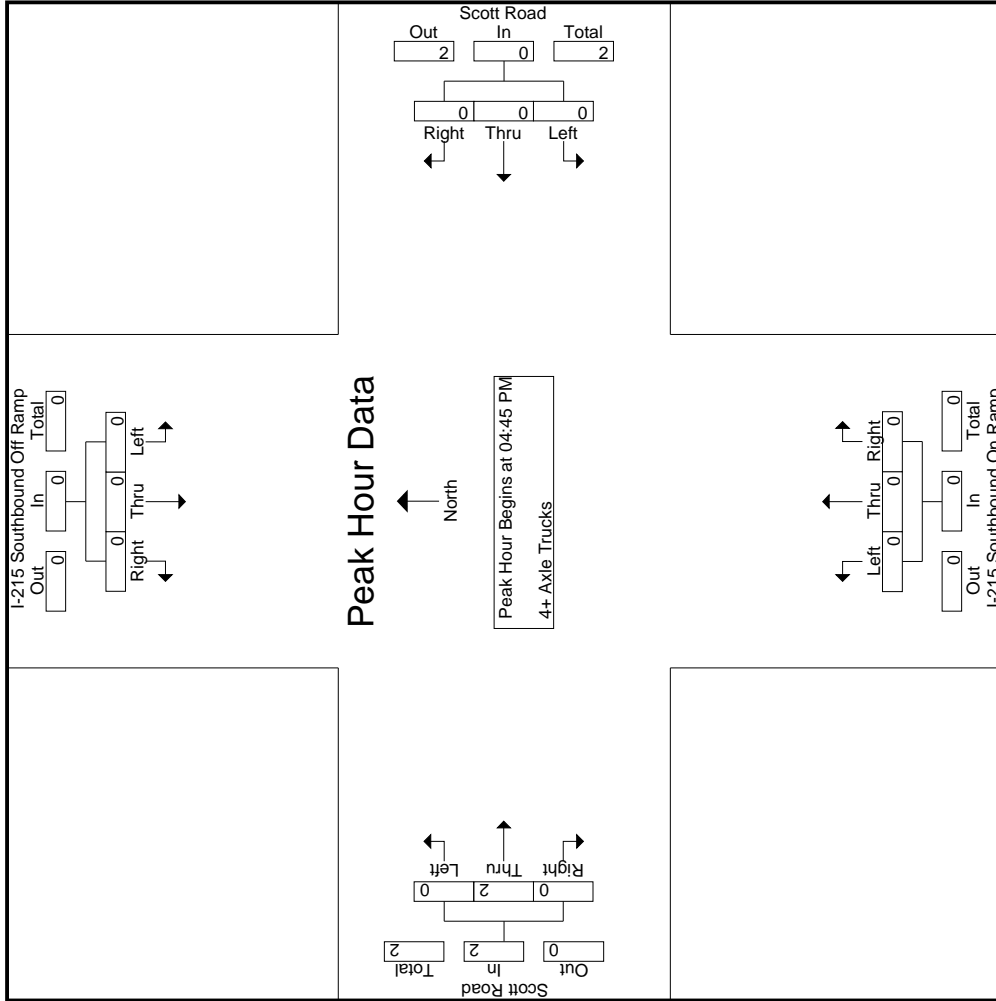 Scott Road
Out In Total
2 0 2
0 0 0
Right Thru Left
I-215 Southbound Off Ramp
Out In Total
0 0 0
0 0 0
Right Thru Left
Peak Hour Data
North
Peak Hour Begins at 04:45 PM
4+ Axle Trucks
Left Thru Right
0 0 0
0 0 0
Out In Total
I-215 Southbound On Ramp
Left Thru Right
0 2 0
2 2 0
Total In Out
Scott Road